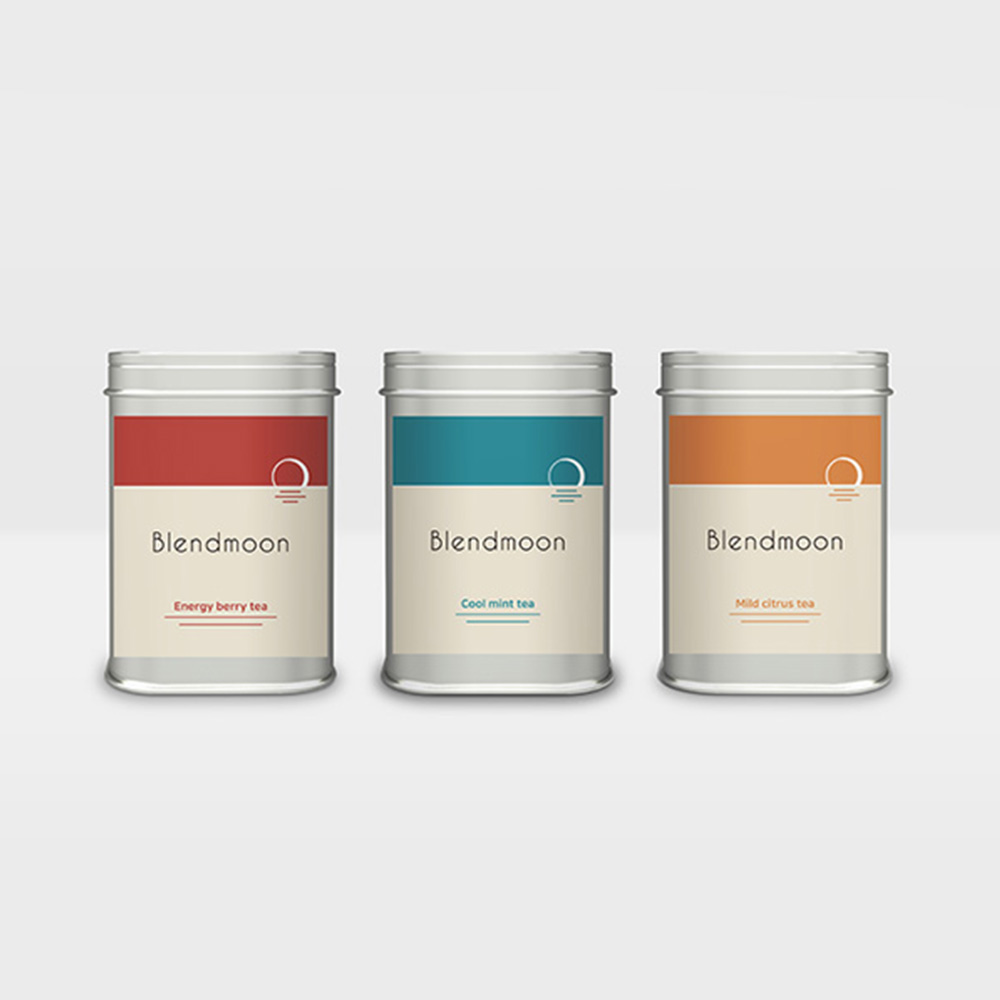 Blendmoon
Energy berry tea
Blendmoon
Cool mint tea
Blendmoon
Mild citrus tea